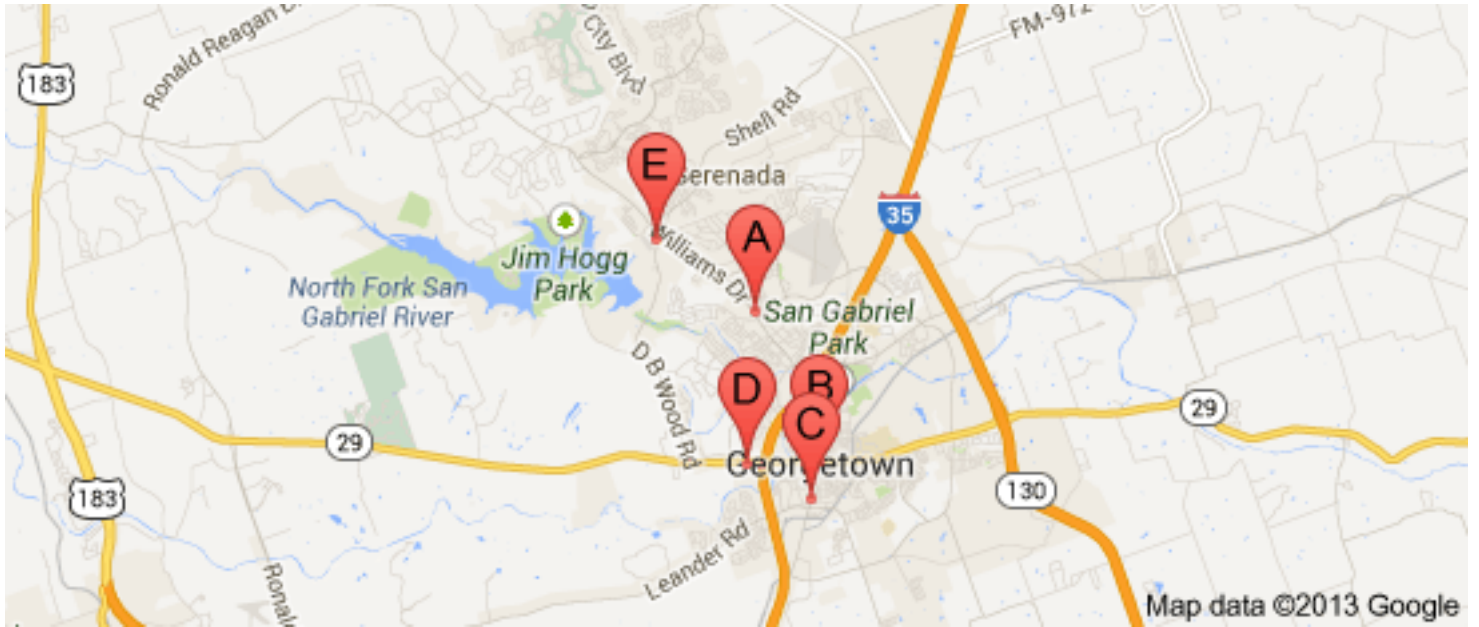 183
Ronald Reagan
City Blvd
FM-972
Shell Rd
E
Serenada
A
35
Williams Dr
Jim Hogg
Park
North Fork San
Gabriel River
San Gabriel
Park
D B Wood Rd
D
B
C
29
29
Georgetown
183
130
Leander Rd
Map data ©2013 Google